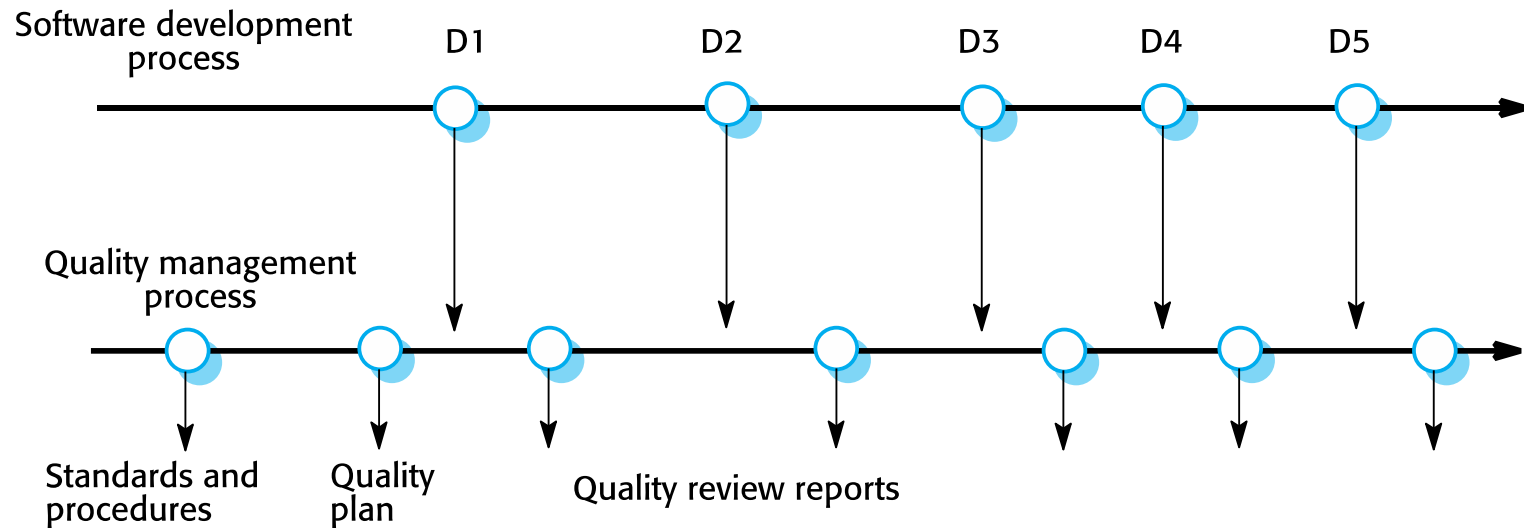 Software development
process
D1
D2
D3
D4
D5
Quality management
process
Standards and
procedures
Quality
plan
Quality review reports